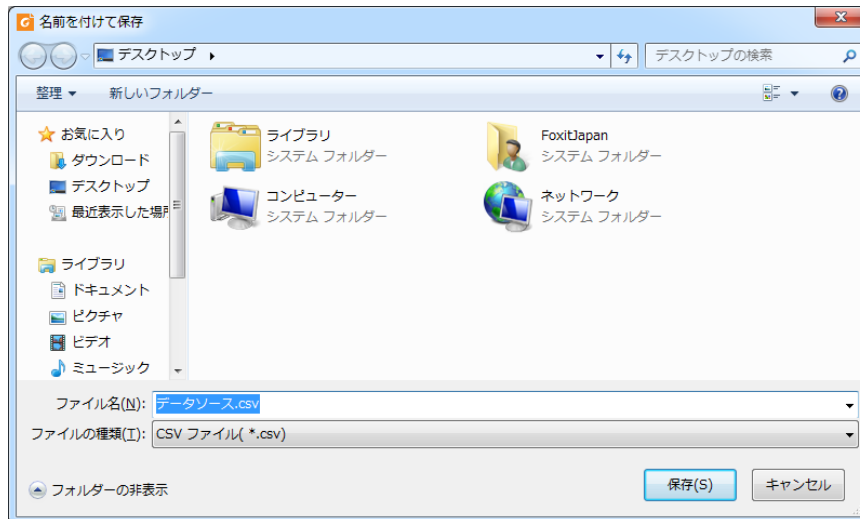 名前を付けて保存
デスクトップ
デスクトップの検索
整理
新しいフォルダー
お気に入り
ダウンロード
デスクトップ
最近表示した場所
ライブラリ
ドキュメント
ピクチャ
ビデオ
ミュージック
ライブラリ
システム フォルダー
FoxitJapan
システム フォルダー
コンピューター
システム フォルダー
ネットワーク
システム フォルダー
ファイル名(N): データソース.csv
ファイルの種類(T): CSV ファイル( *.csv)
フォルダーの非表示
保存(S)
キャンセル